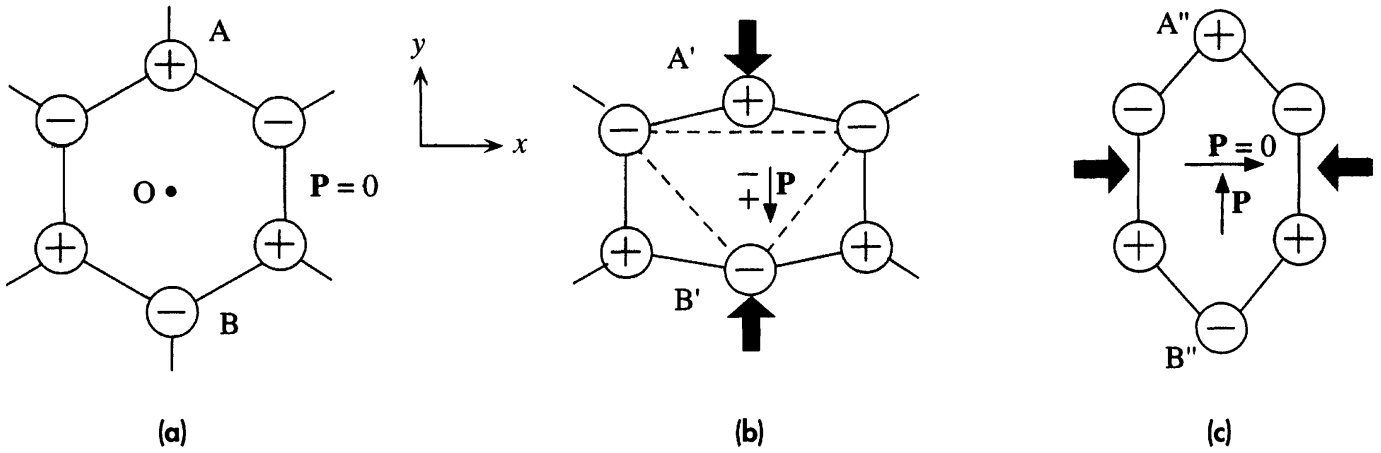 A
+
−
−
O
P = 0
+
+
−
B
y
x
A'
+
−
−
−
+
P
+
+
−
B'
A"
+
−
−
P = 0
P
+
+
−
B"
(a)
(b)
(c)